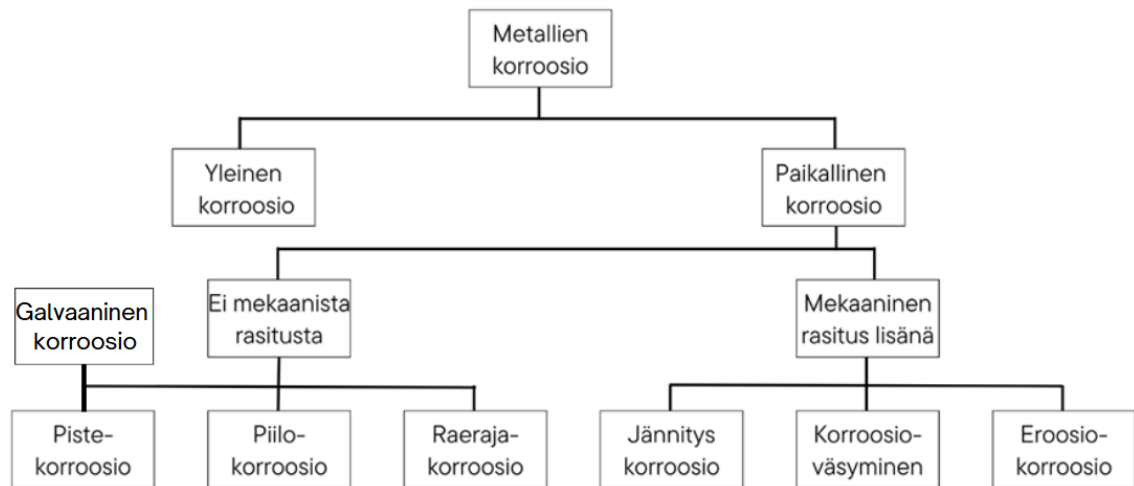 Metallien
korroosio
Yleinen
korroosio
Paikallinen
korroosio
Galvaaninen
korroosio
Ei mekaanista
rasitusta
Mekaaninen
rasitus lisänä
Piste-
korroosio
Piilo-
korroosio
Raeraja-
korroosio
Jännitys
korroosio
Korroosio-
väsyminen
Eroosio-
korroosio